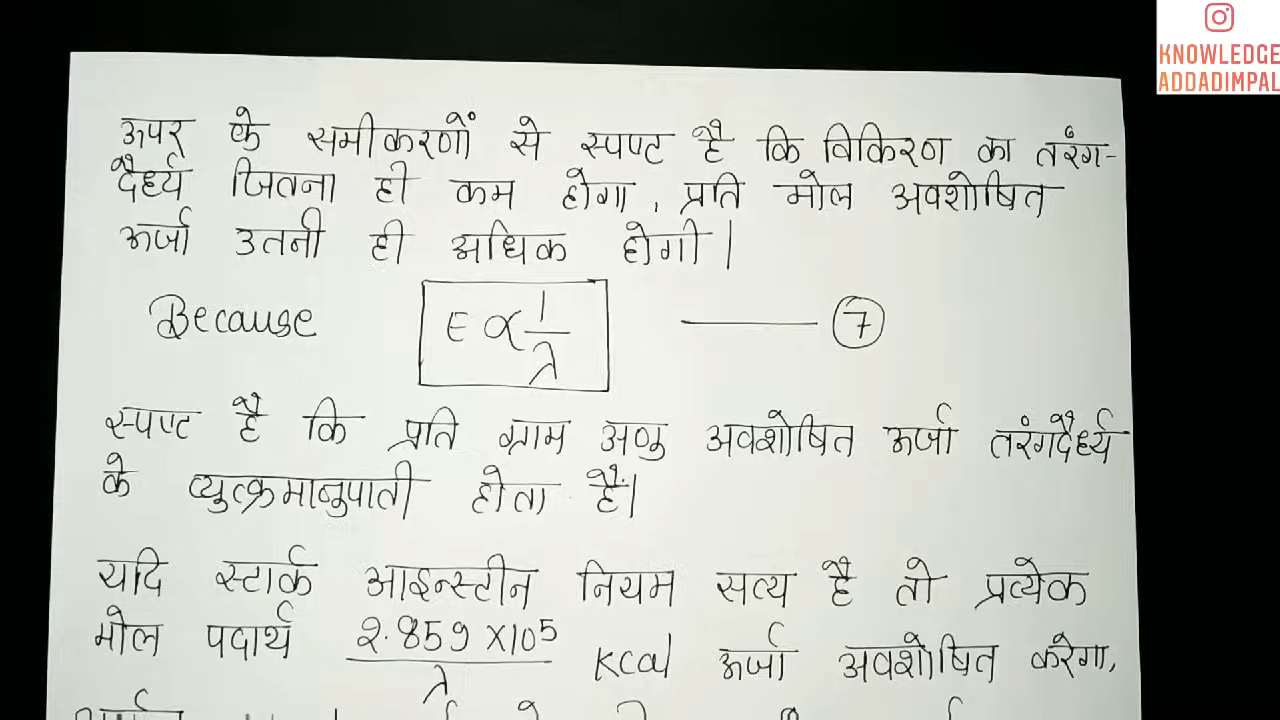 KNOWLEDGE
ADDADIMPAL
ऊपर के समीकरणों से स्पष्ट है कि विकिरण का तरंग-
दैर्ध्य जितना ही कम होगा, प्रति मोल अवशोषित
ऊर्जा उतनी ही अधिक होगी |
Because E ∝ 1/λ ——— ⑦
स्पष्ट है कि प्रति ग्राम अणु अवशोषित ऊर्जा तरंगदैर्ध्य
के व्युत्क्रमानुपाती होता है|
यदि स्टार्क आइन्स्टीन नियम सत्य है तो प्रत्येक
मोल पदार्थ 2.859 X10⁵/λ Kcal ऊर्जा अवशोषित करेगा,